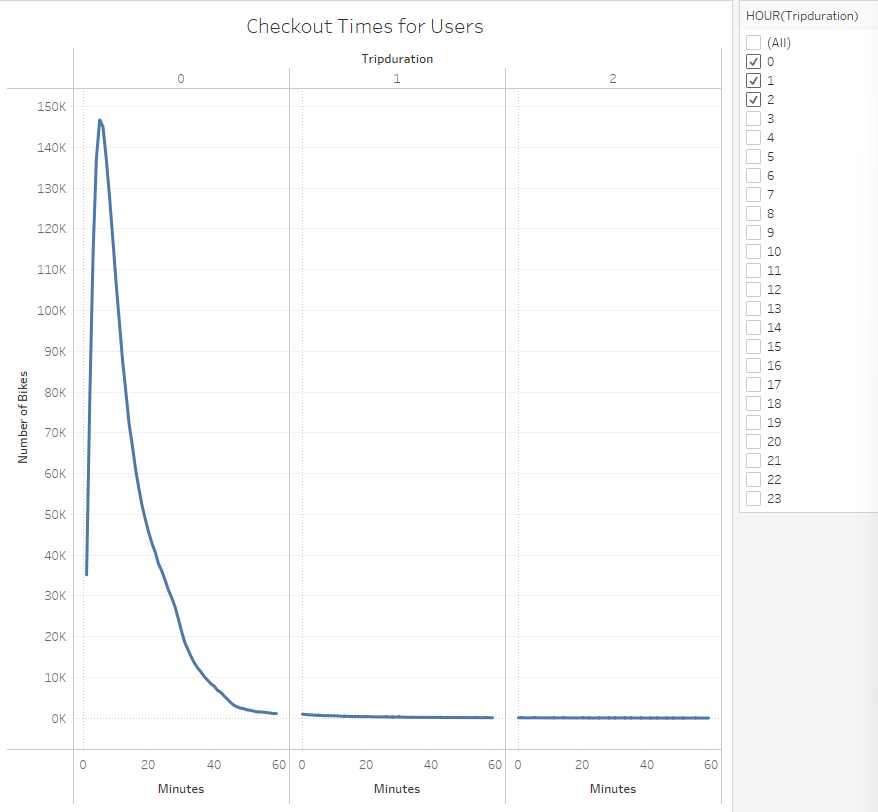 Checkout Times for Users
Tripduration
0 1 2
150K
140K
130K
120K
110K
100K
90K
80K
70K
60K
50K
40K
30K
20K
10K
0K
Number of Bikes
0 20 40 60 0 20 40 60 0 20 40 60
Minutes Minutes Minutes
HOUR(Tripduration)
(All)
0
1
2
3
4
5
6
7
8
9
10
11
12
13
14
15
16
17
18
19
20
21
22
23